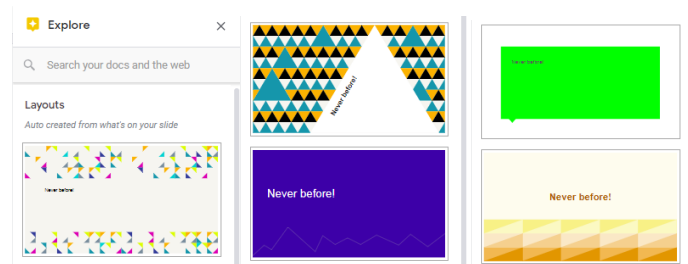 Explore
Search your docs and the web
Layouts
Auto created from what's on your slide
Never before!
Never before!
Never before!
Never before!
Never before!